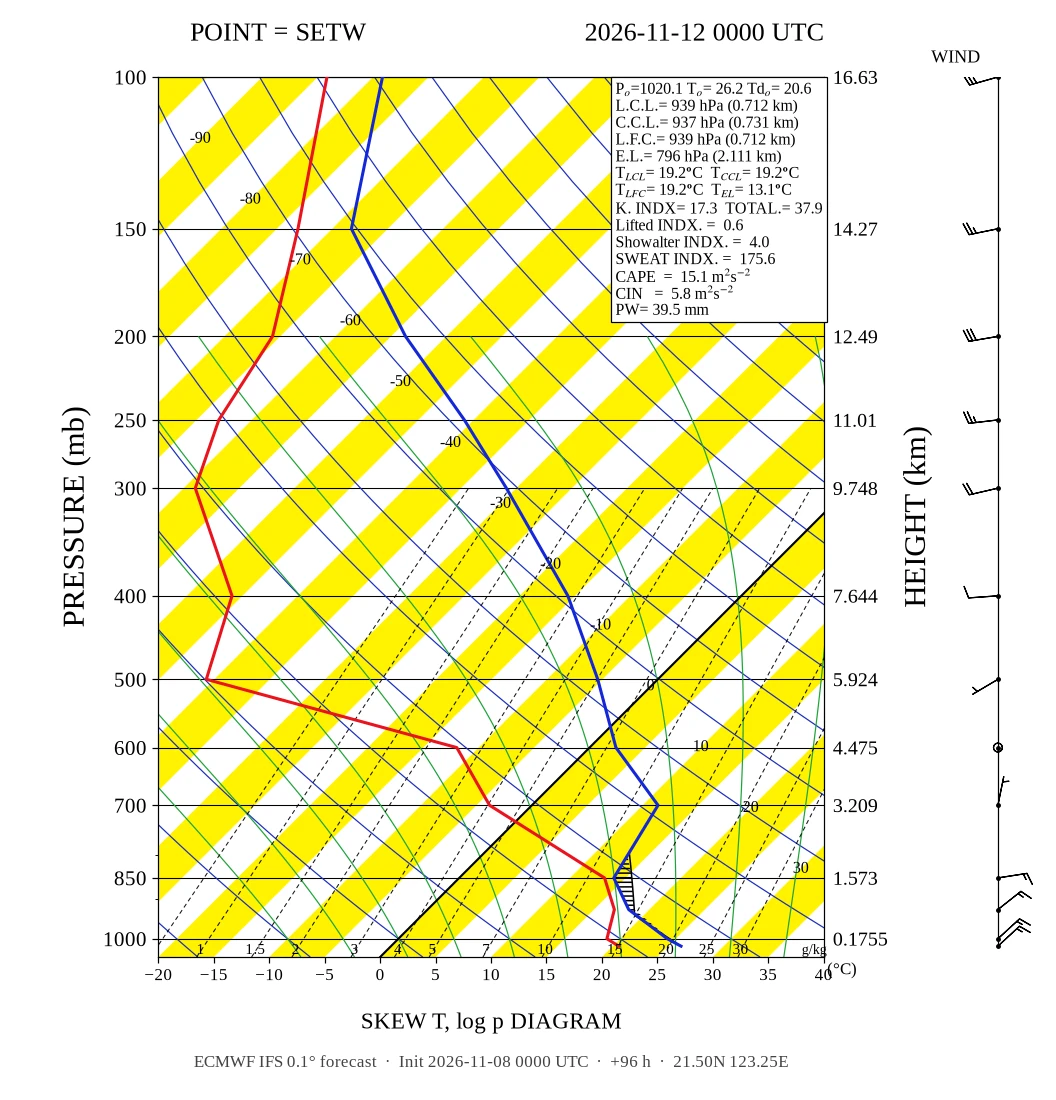 POINT = SETW 2026-11-12 0000 UTC
WIND
100 16.63
Pₒ=1020.1 Tₒ= 26.2 Tdₒ= 20.6
L.C.L.= 939 hPa (0.712 km)
C.C.L.= 937 hPa (0.731 km)
L.F.C.= 939 hPa (0.712 km)
E.L.= 796 hPa (2.111 km)
T_LCL= 19.2°C T_CCL= 19.2°C
T_LFC= 19.2°C T_EL= 13.1°C
K. INDX= 17.3 TOTAL.= 37.9
Lifted INDX. = 0.6
Showalter INDX. = 4.0
SWEAT INDX. = 175.6
CAPE = 15.1 m²s⁻²
CIN = 5.8 m²s⁻²
PW= 39.5 mm
-90
-80
150 14.27
-70
-60
200 12.49
-50
250 11.01
-40
300 9.748
-30
PRESSURE (mb)
HEIGHT (km)
-20
400 7.644
-10
500 5.924
0
600 4.475
10
700 3.209
20
850 1.573
30
1000 0.1755
1 1.5 2 3 4 5 7 10 15 20 25 30 g/kg
−20 −15 −10 −5 0 5 10 15 20 25 30 35 40 (°C)
SKEW T, log p DIAGRAM
ECMWF IFS 0.1° forecast · Init 2026-11-08 0000 UTC · +96 h · 21.50N 123.25E